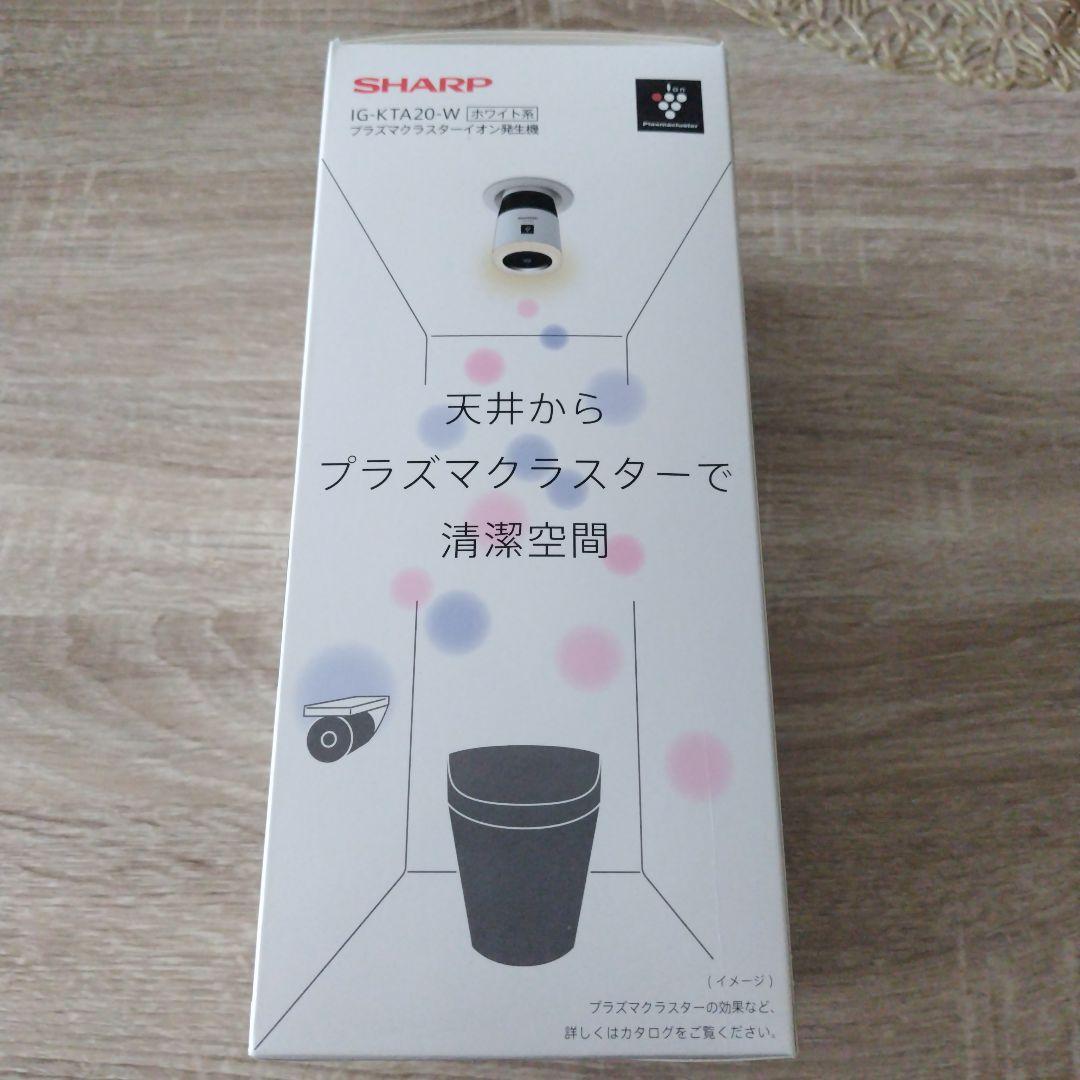 SHARP
IG-KTA20-W ホワイト系
プラズマクラスターイオン発生機
ion
Plasmacluster
天井から
プラズマクラスターで
清潔空間
(イメージ)
プラズマクラスターの効果など、
詳しくはカタログをご覧ください。